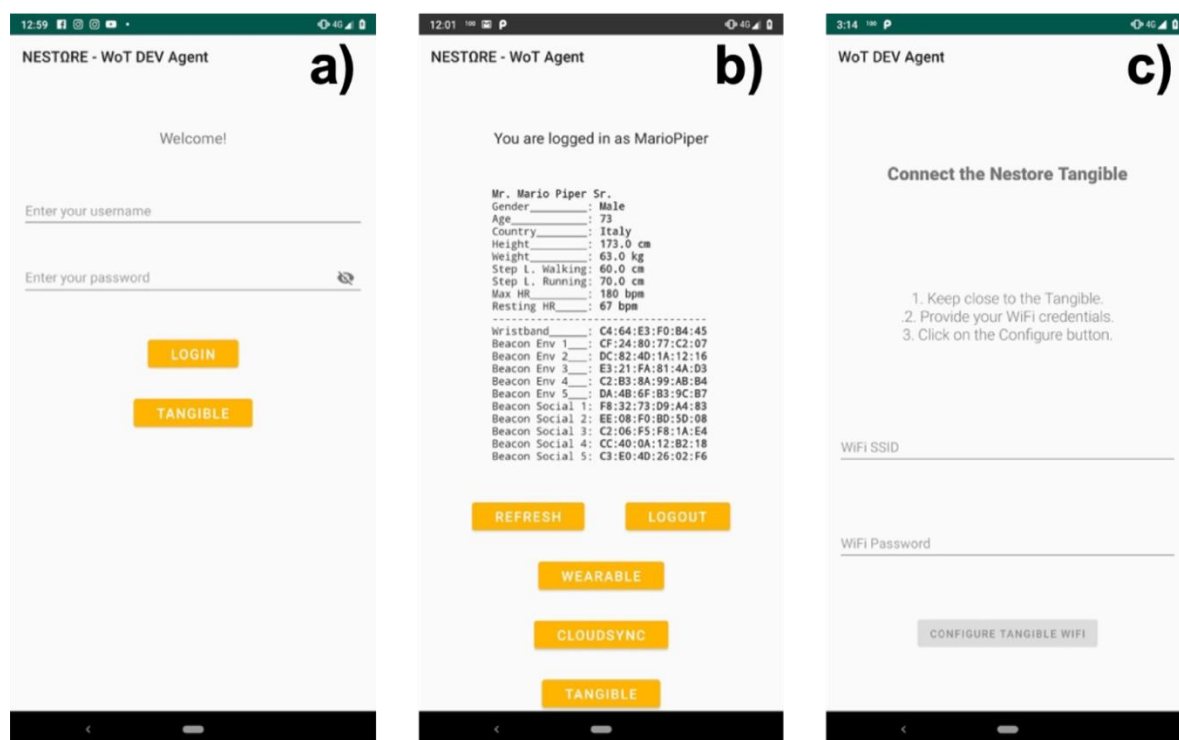 12:59
4G
NESTΩRE - WoT DEV Agent
a)
Welcome!
Enter your username
Enter your password
LOGIN
TANGIBLE
12:01 100
4G
NESTΩRE - WoT Agent
b)
You are logged in as MarioPiper
Mr. Mario Piper Sr.
Gender_________: Male
Age____________: 73
Country________: Italy
Height_________: 173.0 cm
Weight_________: 63.0 kg
Step L. Walking: 60.0 cm
Step L. Running: 70.0 cm
Max HR_________: 180 bpm
Resting HR_____: 67 bpm
-----------------------------------
Wristband______: C4:64:E3:F0:B4:45
Beacon Env 1___: CF:24:80:77:C2:07
Beacon Env 2___: DC:82:4D:1A:12:16
Beacon Env 3___: E3:21:FA:81:4A:D3
Beacon Env 4___: C2:B3:8A:99:AB:B4
Beacon Env 5___: DA:4B:6F:B3:9C:B7
Beacon Social 1: F8:32:73:D9:A4:83
Beacon Social 2: EE:08:F0:BD:5D:08
Beacon Social 3: C2:06:F5:F8:1A:E4
Beacon Social 4: CC:40:0A:12:B2:18
Beacon Social 5: C3:E0:4D:26:02:F6
REFRESH LOGOUT
WEARABLE
CLOUDSYNC
TANGIBLE
3:14 100
4G
WoT DEV Agent
c)
Connect the Nestore Tangible
1. Keep close to the Tangible.
.2. Provide your WiFi credentials.
3. Click on the Configure button.
WiFi SSID
WiFi Password
CONFIGURE TANGIBLE WIFI